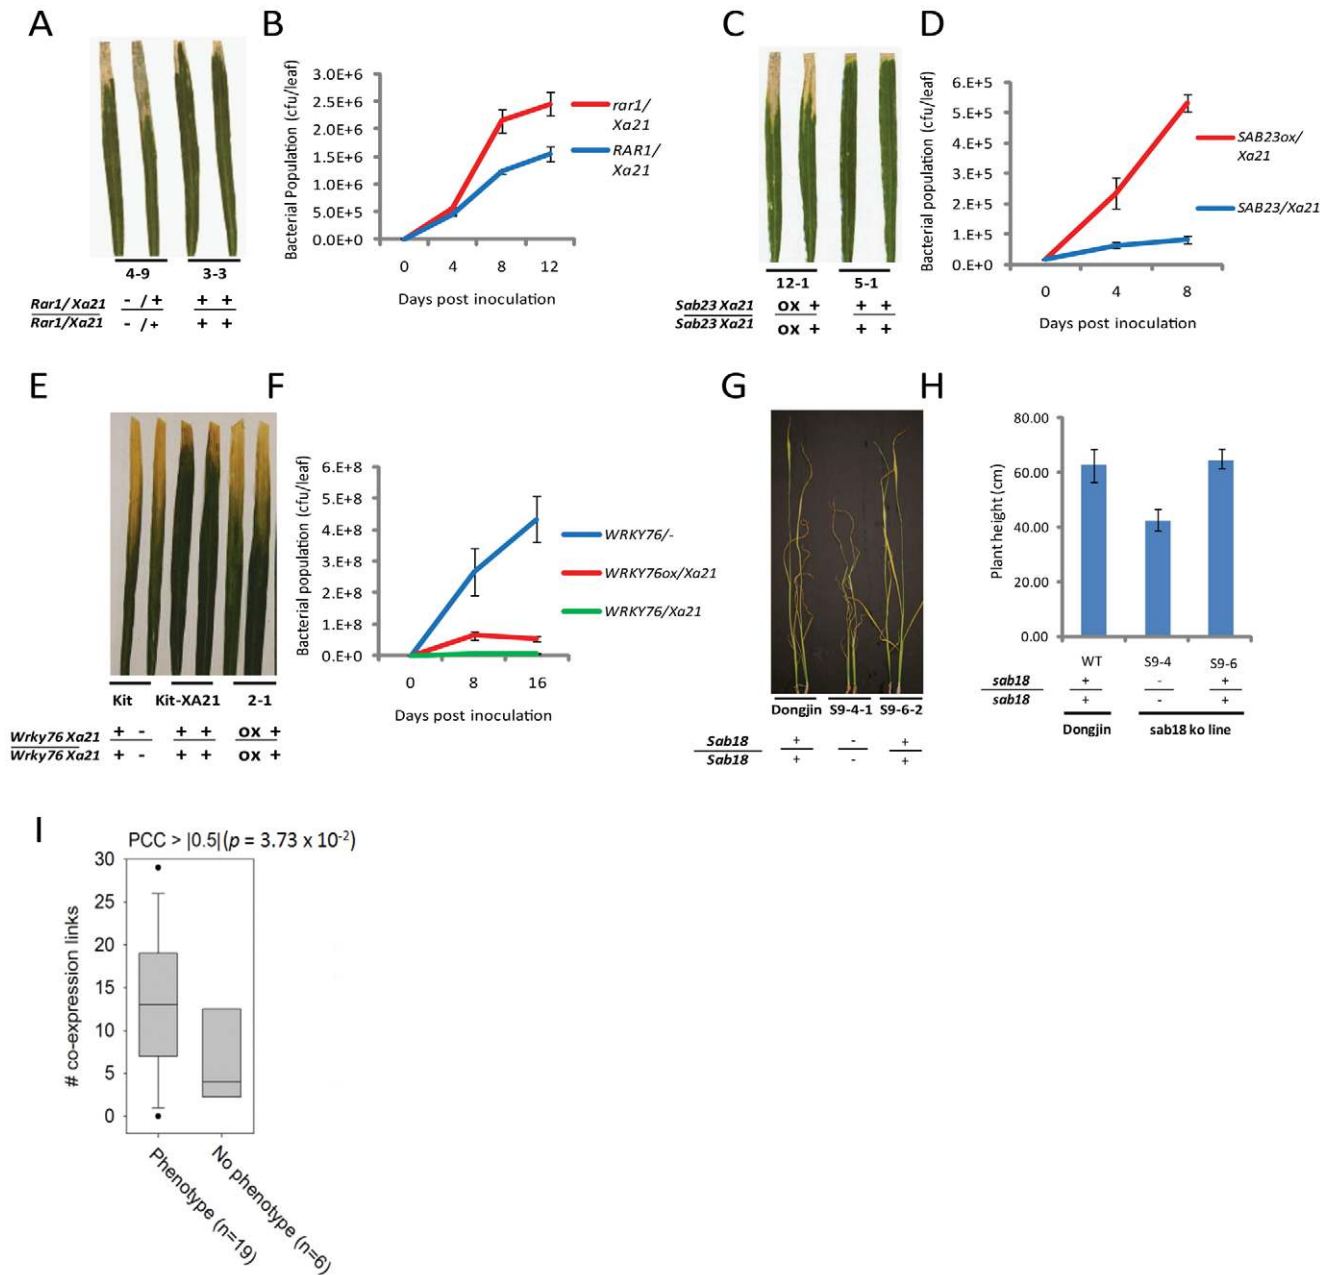 A
4-9
3-3
Rar1/Xa21 - / + + +
Rar1/Xa21 - / + + +
B
Bacterial Population (cfu/leaf)
3.0E+6
2.5E+6
2.0E+6
1.5E+6
1.0E+6
5.0E+5
0.0E+0
0 4 8 12
Days post inoculation
rar1/
Xa21
RAR1/
Xa21
C
12-1
5-1
Sab23 Xa21 ox + + +
Sab23 Xa21 ox + + +
D
Bacterial population (cfu/leaf)
6.E+5
5.E+5
4.E+5
3.E+5
2.E+5
1.E+5
0.E+0
0 4 8
Days post inoculation
SAB23ox/
Xa21
SAB23/Xa21
E
Kit
Kit-XA21
2-1
Wrky76 Xa21 + - + + ox +
Wrky76 Xa21 + - + + ox +
F
Bacterial population (cfu/leaf)
6.E+8
5.E+8
4.E+8
3.E+8
2.E+8
1.E+8
0.E+0
0 8 16
Days post inoculation
WRKY76/-
WRKY76ox/Xa21
WRKY76/Xa21
G
Dongjin S9-4-1 S9-6-2
Sab18 + - +
Sab18 + - +
H
Plant height (cm)
80.00
60.00
40.00
20.00
0.00
WT S9-4 S9-6
sab18 + - +
sab18 + - +
Dongjin
sab18 ko line
I
PCC > |0.5| (p = 3.73 x 10⁻²)
# co-expression links
30
25
20
15
10
5
0
Phenotype (n=19)
No phenotype (n=6)